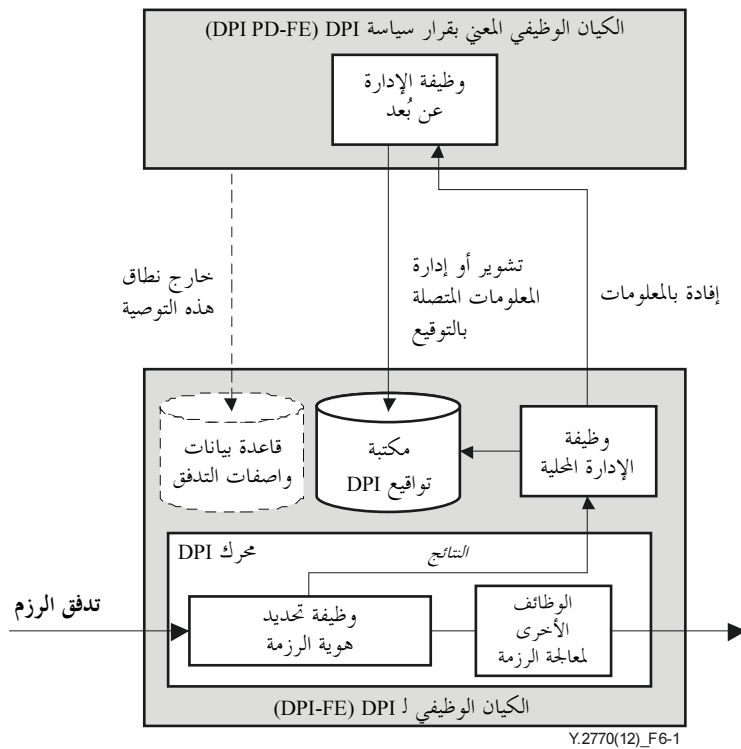 الكيان الوظيفي المعني بقرار سياسة DPI (DPI PD-FE)
وظيفة الإدارة
عن بُعد
خارج نطاق
هذه التوصية
تشوير أو إدارة
المعلومات المتصلة
بالتوقيع
إفادة بالمعلومات
قاعدة بيانات
واصفات التدفق
مكتبة
تواقيع DPI
وظيفة
الإدارة المحلية
محرك DPI
النتائج
تدفق الرزم
وظيفة تحديد
هوية الرزمة
الوظائف
الأخرى
لمعالجة الرزمة
الكيان الوظيفي ل DPI (DPI-FE)
Y.2770(12)_F6-1